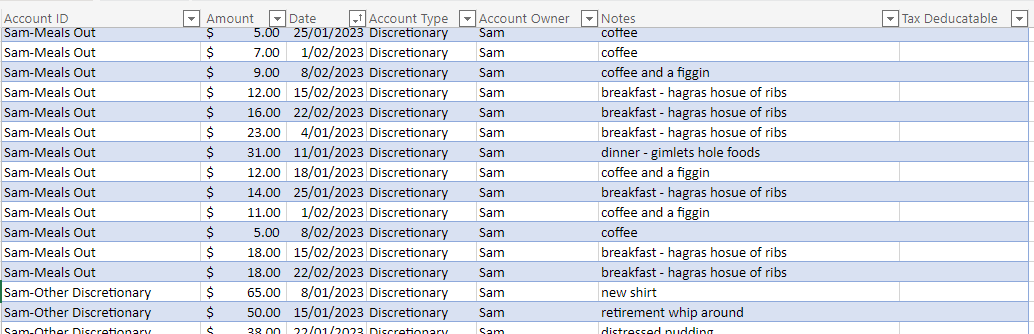 Account ID Amount Date Account Type Account Owner Notes Tax Deductable
Sam-Meals Out $ 5.00 25/01/2023 Discretionary Sam coffee
Sam-Meals Out $ 7.00 1/02/2023 Discretionary Sam coffee
Sam-Meals Out $ 9.00 8/02/2023 Discretionary Sam coffee and a figgin
Sam-Meals Out $ 12.00 15/02/2023 Discretionary Sam breakfast - hagras hosue of ribs
Sam-Meals Out $ 16.00 22/02/2023 Discretionary Sam breakfast - hagras hosue of ribs
Sam-Meals Out $ 23.00 4/01/2023 Discretionary Sam breakfast - hagras hosue of ribs
Sam-Meals Out $ 31.00 11/01/2023 Discretionary Sam dinner - gimlets hole foods
Sam-Meals Out $ 12.00 18/01/2023 Discretionary Sam coffee and a figgin
Sam-Meals Out $ 14.00 25/01/2023 Discretionary Sam breakfast - hagras hosue of ribs
Sam-Meals Out $ 11.00 1/02/2023 Discretionary Sam coffee and a figgin
Sam-Meals Out $ 5.00 8/02/2023 Discretionary Sam coffee
Sam-Meals Out $ 18.00 15/02/2023 Discretionary Sam breakfast - hagras hosue of ribs
Sam-Meals Out $ 18.00 22/02/2023 Discretionary Sam breakfast - hagras hosue of ribs
Sam-Other Discretionary $ 65.00 8/01/2023 Discretionary Sam new shirt
Sam-Other Discretionary $ 50.00 15/01/2023 Discretionary Sam retirement whip around
Sam-Other Discretionary $ 38.00 22/01/2023 Discretionary Sam distressed pudding